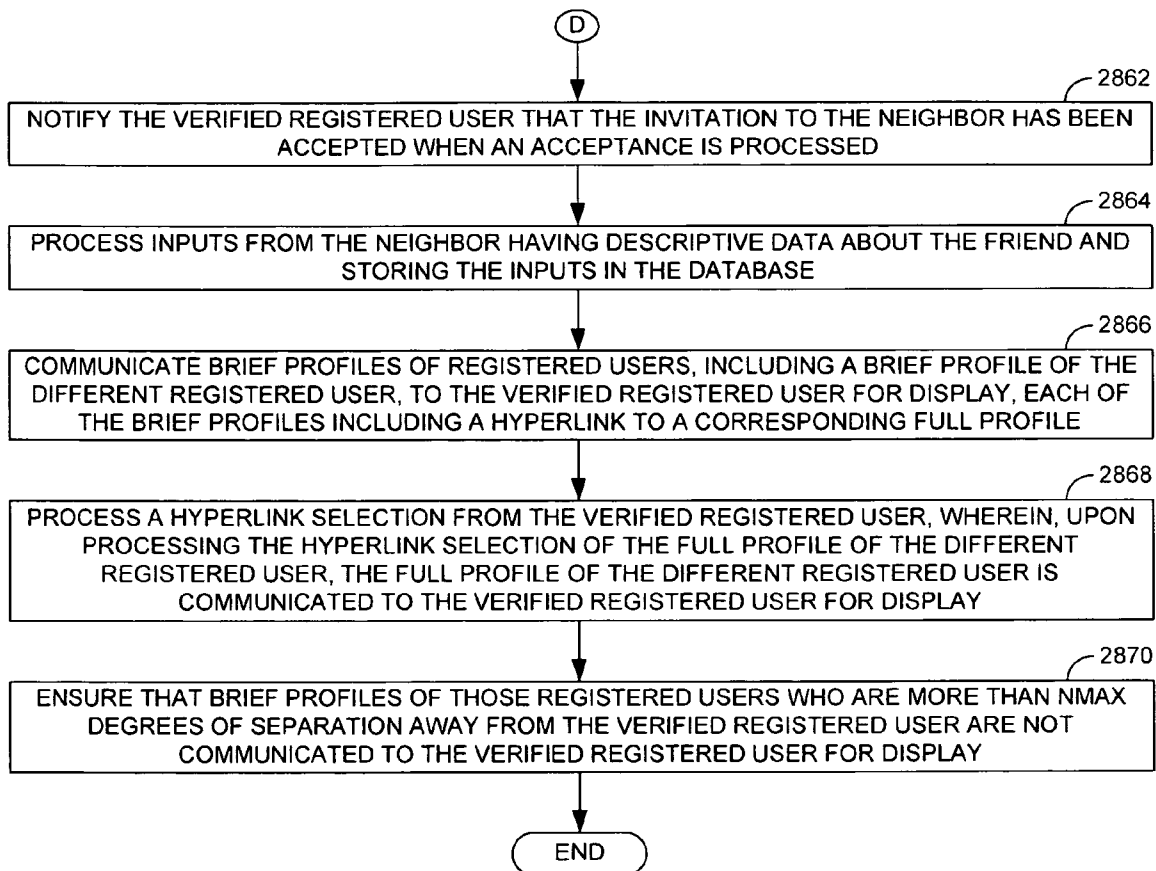 D
2862
NOTIFY THE VERIFIED REGISTERED USER THAT THE INVITATION TO THE NEIGHBOR HAS BEEN
ACCEPTED WHEN AN ACCEPTANCE IS PROCESSED
2864
PROCESS INPUTS FROM THE NEIGHBOR HAVING DESCRIPTIVE DATA ABOUT THE FRIEND AND
STORING THE INPUTS IN THE DATABASE
2866
COMMUNICATE BRIEF PROFILES OF REGISTERED USERS, INCLUDING A BRIEF PROFILE OF THE
DIFFERENT REGISTERED USER, TO THE VERIFIED REGISTERED USER FOR DISPLAY, EACH OF
THE BRIEF PROFILES INCLUDING A HYPERLINK TO A CORRESPONDING FULL PROFILE
2868
PROCESS A HYPERLINK SELECTION FROM THE VERIFIED REGISTERED USER, WHEREIN, UPON
PROCESSING THE HYPERLINK SELECTION OF THE FULL PROFILE OF THE DIFFERENT
REGISTERED USER, THE FULL PROFILE OF THE DIFFERENT REGISTERED USER IS
COMMUNICATED TO THE VERIFIED REGISTERED USER FOR DISPLAY
2870
ENSURE THAT BRIEF PROFILES OF THOSE REGISTERED USERS WHO ARE MORE THAN NMAX
DEGREES OF SEPARATION AWAY FROM THE VERIFIED REGISTERED USER ARE NOT
COMMUNICATED TO THE VERIFIED REGISTERED USER FOR DISPLAY
END